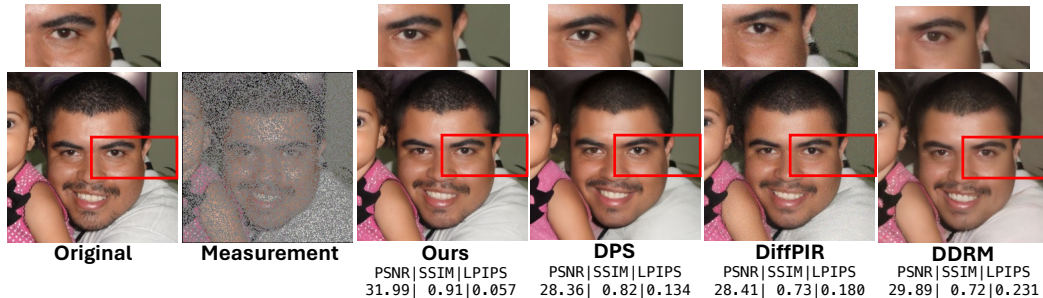 Original Measurement Ours DPS DiffPIR DDRM
PSNR|SSIM|LPIPS PSNR|SSIM|LPIPS PSNR|SSIM|LPIPS PSNR|SSIM|LPIPS
31.99| 0.91|0.057 28.36| 0.82|0.134 28.41| 0.73|0.180 29.89| 0.72|0.231